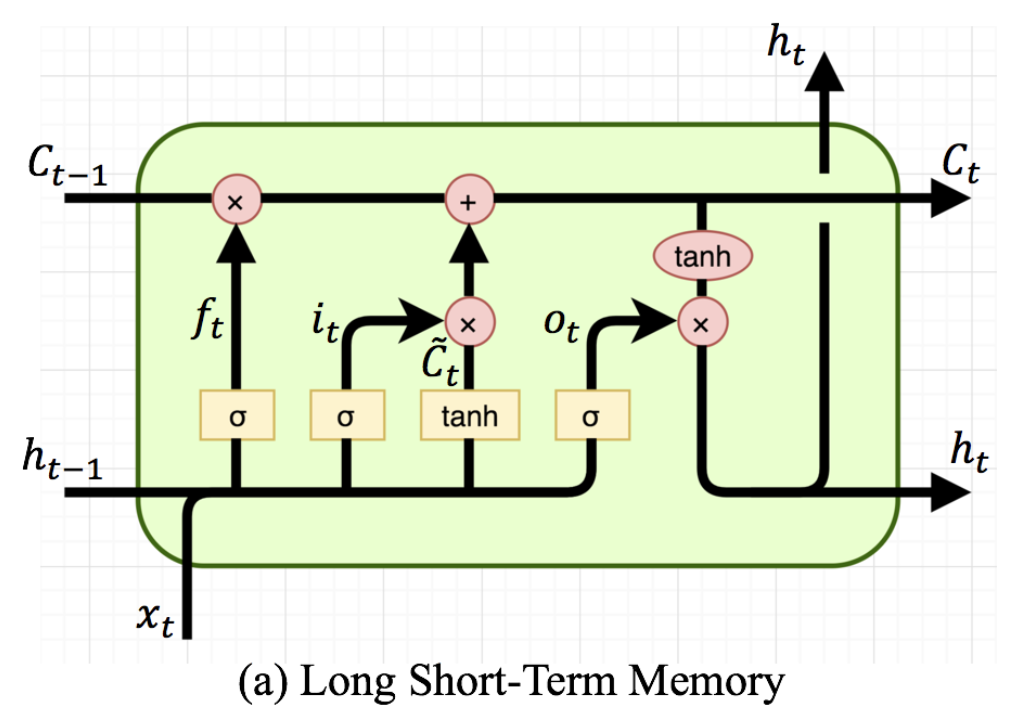 h_t
C_{t-1}
C_t
×
+
tanh
f_t
i_t
×
o_t
×
C̃_t
σ
σ
tanh
σ
h_{t-1}
h_t
x_t
(a) Long Short-Term Memory